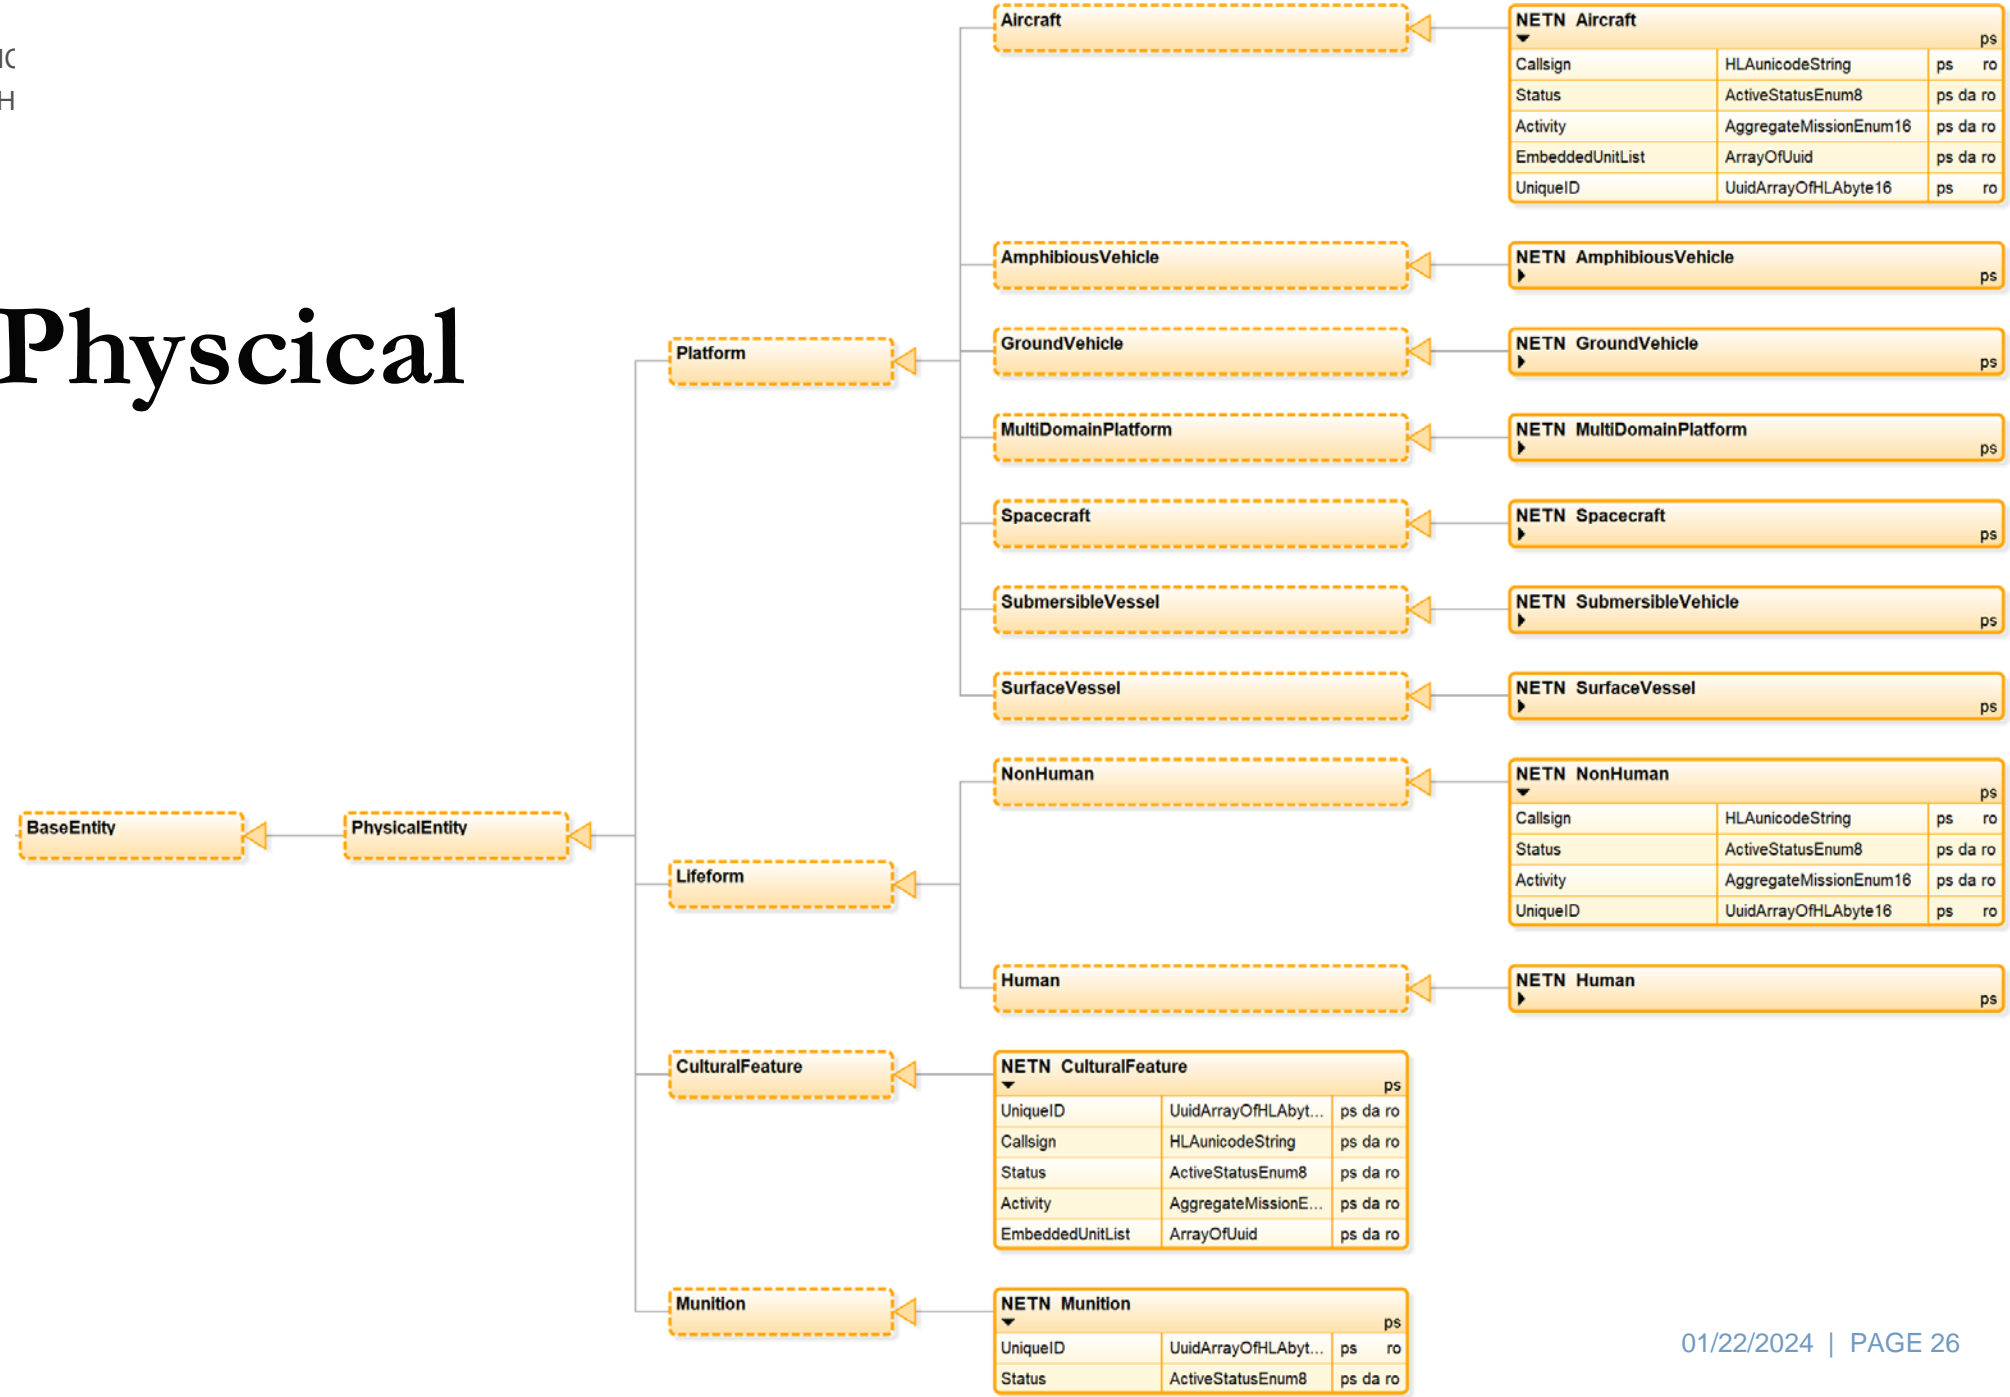 Physcical
BaseEntity
PhysicalEntity
Platform
Aircraft
NETN Aircraft
ps
Callsign HLAunicodeString ps ro
Status ActiveStatusEnum8 ps da ro
Activity AggregateMissionEnum16 ps da ro
EmbeddedUnitList ArrayOfUuid ps da ro
UniqueID UuidArrayOfHLAbyte16 ps ro
AmphibiousVehicle
NETN AmphibiousVehicle
ps
GroundVehicle
NETN GroundVehicle
ps
MultiDomainPlatform
NETN MultiDomainPlatform
ps
Spacecraft
NETN Spacecraft
ps
SubmersibleVessel
NETN SubmersibleVehicle
ps
SurfaceVessel
NETN SurfaceVessel
ps
Lifeform
NonHuman
NETN NonHuman
ps
Callsign HLAunicodeString ps ro
Status ActiveStatusEnum8 ps da ro
Activity AggregateMissionEnum16 ps da ro
UniqueID UuidArrayOfHLAbyte16 ps ro
Human
NETN Human
ps
CulturalFeature
NETN CulturalFeature
ps
UniqueID UuidArrayOfHLAbyt... ps da ro
Callsign HLAunicodeString ps da ro
Status ActiveStatusEnum8 ps da ro
Activity AggregateMissionE... ps da ro
EmbeddedUnitList ArrayOfUuid ps da ro
Munition
NETN Munition
ps
UniqueID UuidArrayOfHLAbyt... ps ro
Status ActiveStatusEnum8 ps da ro
01/22/2024 | PAGE 26